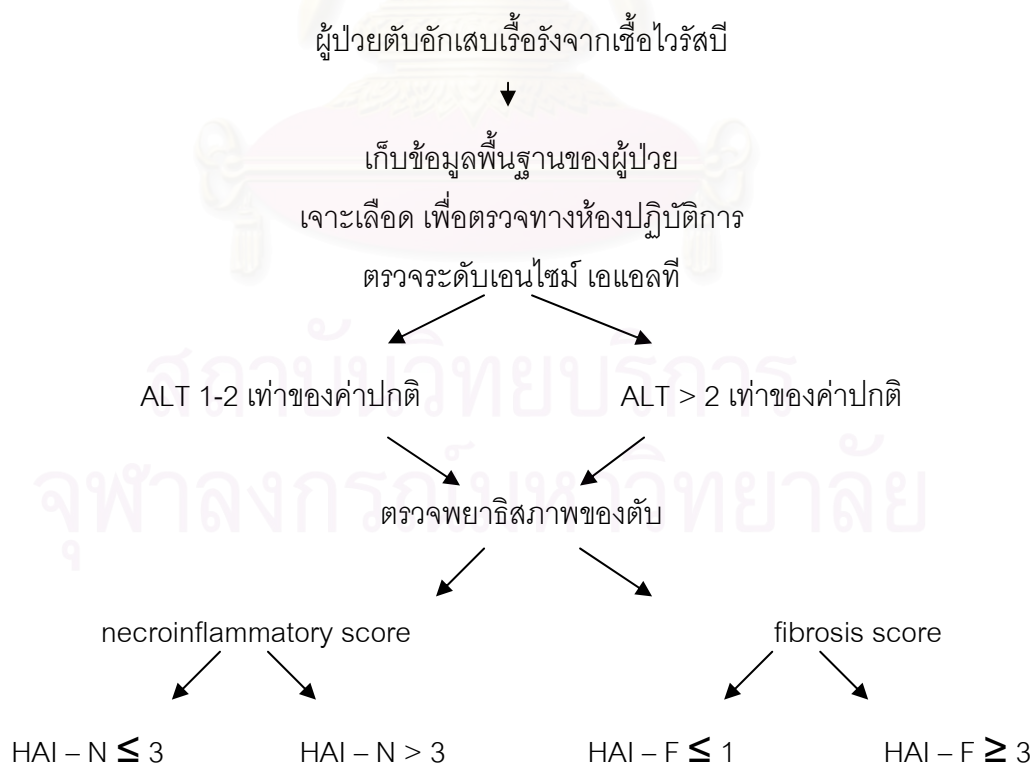 ผู้ป่วยตับอักเสบเรื้อรังจากเชื้อไวรัสบี
เก็บข้อมูลพื้นฐานของผู้ป่วย
เจาะเลือด เพื่อตรวจทางห้องปฏิบัติการ
ตรวจระดับเอนไซม์ เอแอลที
สถาบันวิทยบริการ
ALT 1-2 เท่าของค่าปกติ ALT > 2 เท่าของค่าปกติ
จุฬาลงกรณ์มหาวิทยาลัย
ตรวจพยาธิสภาพของตับ
necroinflammatory score fibrosis score
HAI – N ≤ 3 HAI – N > 3 HAI – F ≤ 1 HAI – F ≥ 3